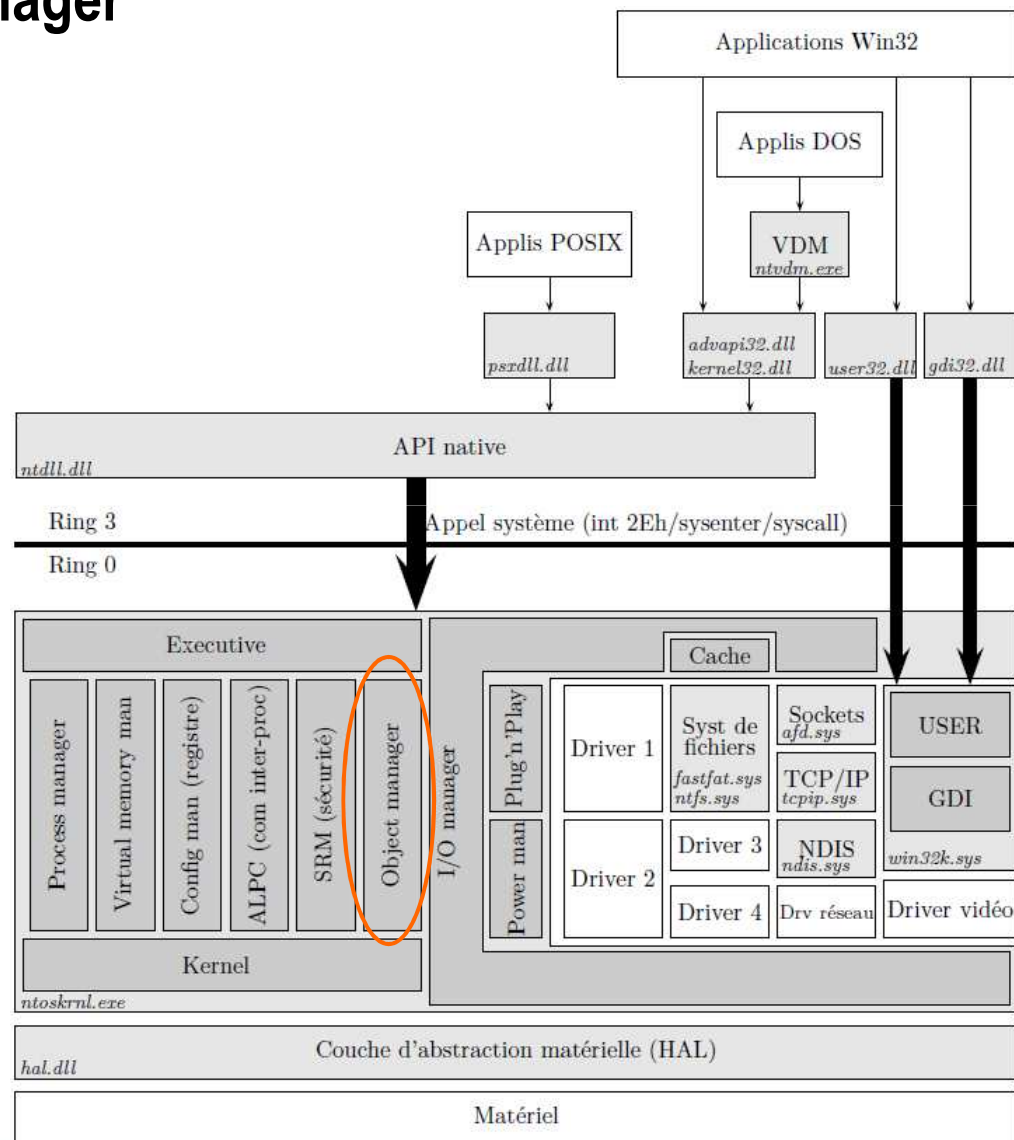 Applications Win32
Applis DOS
Applis POSIX
VDM
ntvdm.exe
psxdll.dll
advapi32.dll
kernel32.dll
user32.dll
gdi32.dll
API native
ntdll.dll
Ring 3
Appel système (int 2Eh/sysenter/syscall)
Ring 0
Executive
Process manager
Virtual memory man
Config man (registre)
ALPC (com inter-proc)
SRM (sécurité)
Object manager
Kernel
ntoskrnl.exe
I/O manager
Cache
Plug'n'Play
Power man
Driver 1
Driver 2
Syst de
fichiers
fastfat.sys
ntfs.sys
Driver 3
Driver 4
Sockets
afd.sys
TCP/IP
tcpip.sys
NDIS
ndis.sys
Drv réseau
USER
GDI
win32k.sys
Driver vidéo
Couche d'abstraction matérielle (HAL)
hal.dll
Matériel